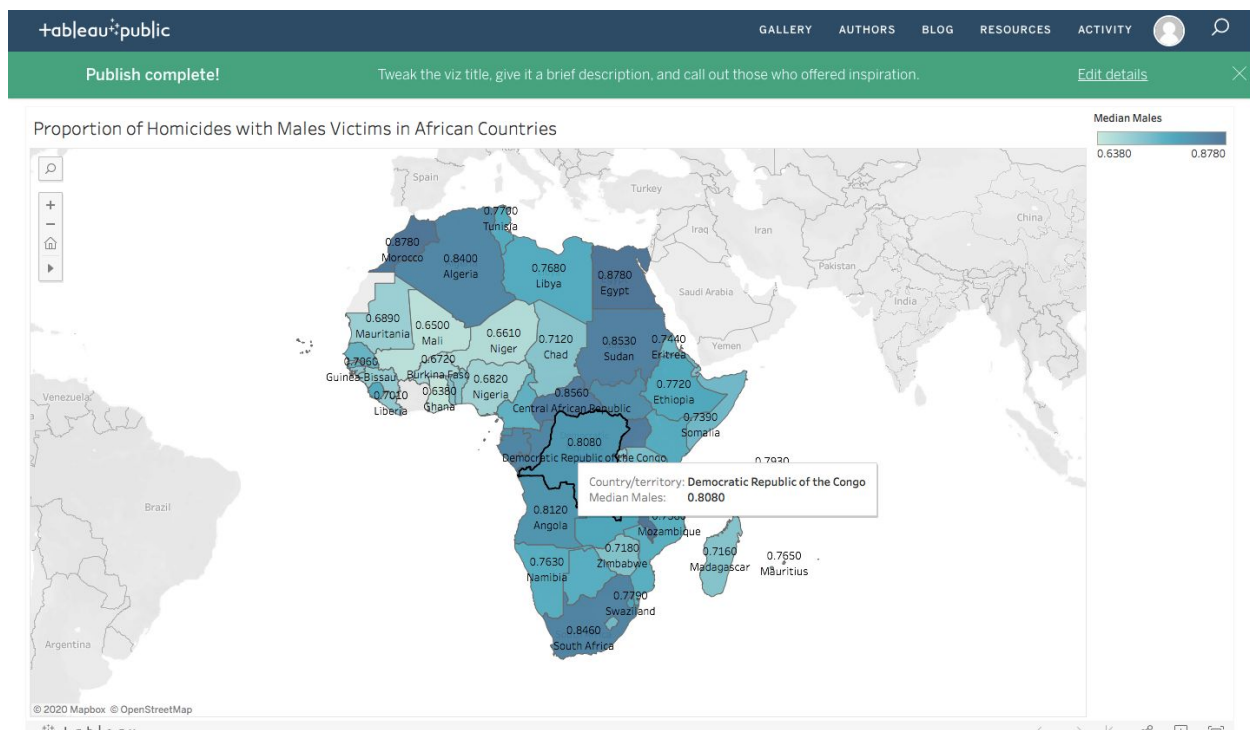 +ableau public
GALLERY AUTHORS BLOG RESOURCES ACTIVITY
Publish complete!
Tweak the viz title, give it a brief description, and call out those who offered inspiration.
Edit details
Proportion of Homicides with Males Victims in African Countries
Median Males
0.6380 0.8780
Spain
Turkey
China
Iraq
Iran
Pakistan
Saudi Arabia
India
Yemen
Venezuela
Brazil
Argentina
0.7700
Tunisia
0.8780
Morocco
0.8400
Algeria
0.7680
Libya
0.8780
Egypt
0.6890
Mauritania
0.6500
Mali
0.6610
Niger
0.7120
Chad
0.8530
Sudan
0.7440
Eritrea
0.7060
Guinea-Bissau
0.6720
Burkina Faso
0.6820
Nigeria
0.7720
Ethiopia
0.7010
Liberia
0.6380
Ghana
0.8560
Central African Republic
0.7390
Somalia
0.8080
Democratic Republic of the Congo
0.7930
Country/territory: Democratic Republic of the Congo
Median Males: 0.8080
0.8120
Angola
Mozambique
0.7180
Zimbabwe
0.7160
Madagascar
0.7650
Mauritius
0.7630
Namibia
0.7790
Swaziland
0.8460
South Africa
© 2020 Mapbox © OpenStreetMap